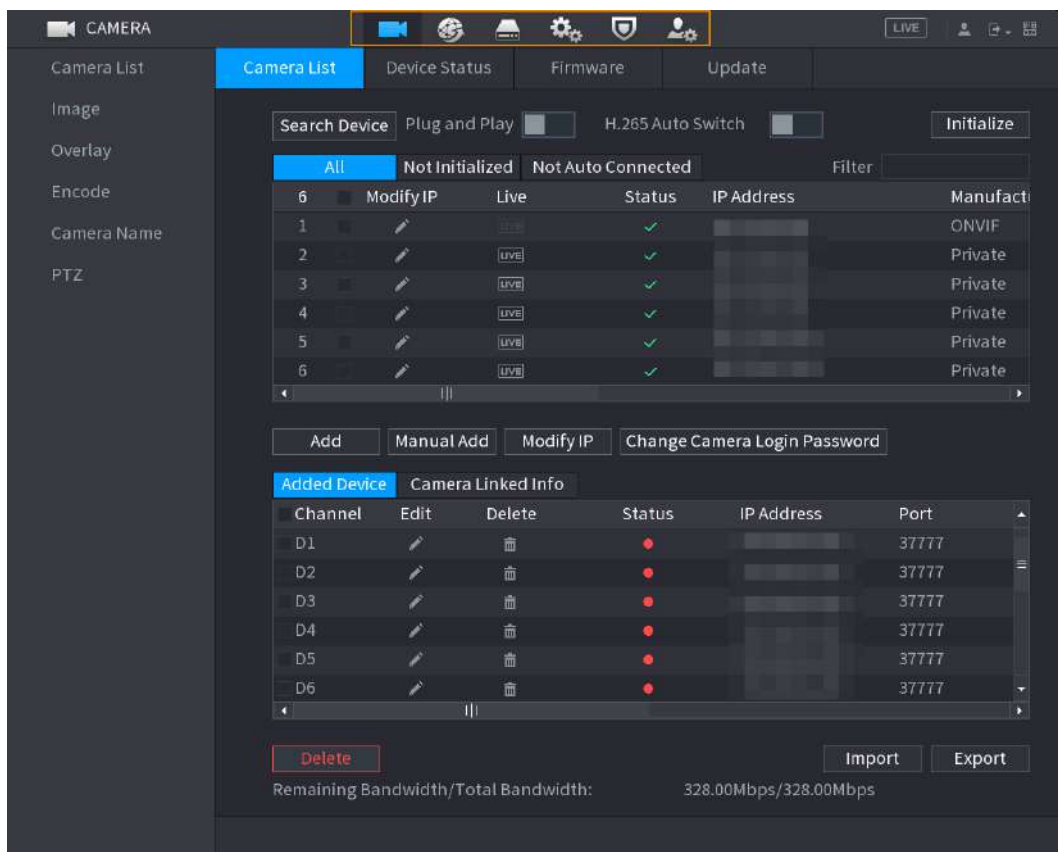 CAMERA LIVE
Camera List
Image
Overlay
Encode
Camera Name
PTZ
Camera List Device Status Firmware Update
Search Device Plug and Play H.265 Auto Switch Initialize
All Not Initialized Not Auto Connected Filter
6 Modify IP Live Status IP Address Manufact
1 ONVIF
2 LIVE Private
3 LIVE Private
4 LIVE Private
5 LIVE Private
6 LIVE Private
Add Manual Add Modify IP Change Camera Login Password
Added Device Camera Linked Info
Channel Edit Delete Status IP Address Port
D1 37777
D2 37777
D3 37777
D4 37777
D5 37777
D6 37777
Delete Import Export
Remaining Bandwidth/Total Bandwidth: 328.00Mbps/328.00Mbps